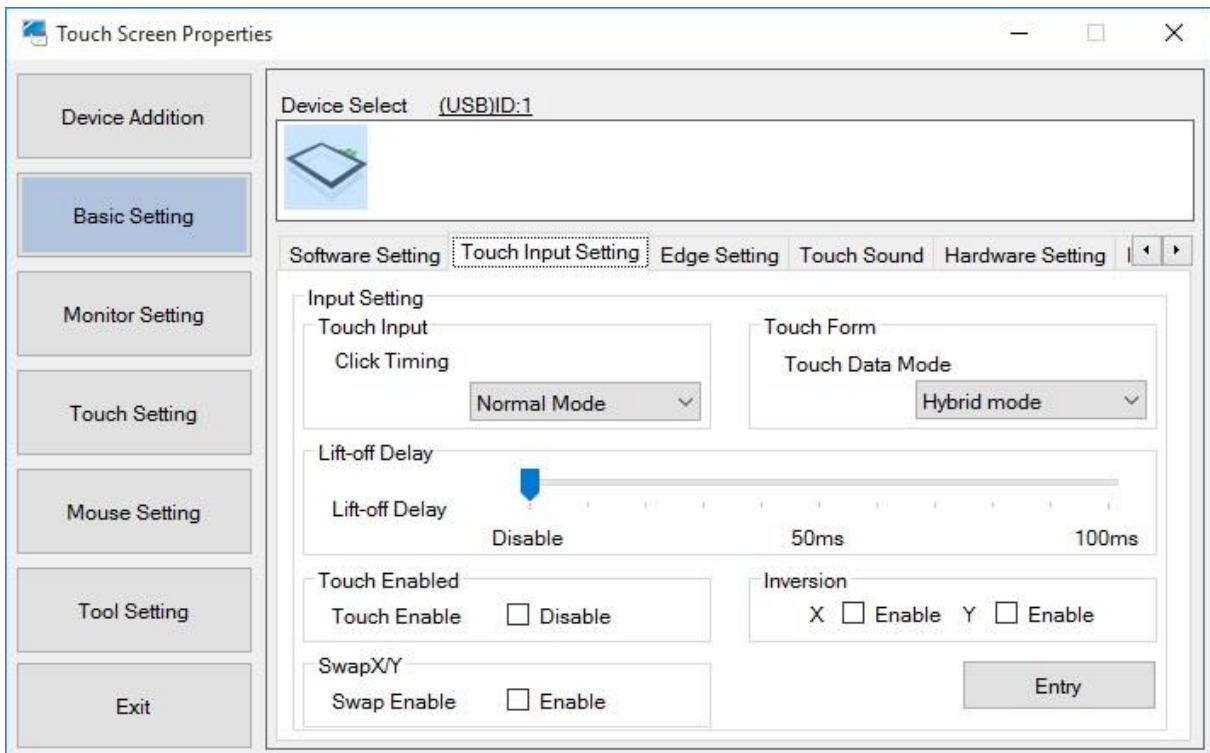 Touch Screen Properties
Device Addition
Basic Setting
Monitor Setting
Touch Setting
Mouse Setting
Tool Setting
Exit
Device Select (USB)ID:1
Software Setting Touch Input Setting Edge Setting Touch Sound Hardware Setting
Input Setting
Touch Input
Click Timing
Normal Mode
Touch Form
Touch Data Mode
Hybrid mode
Lift-off Delay
Lift-off Delay
Disable 50ms 100ms
Touch Enabled
Touch Enable Disable
Inversion
X Enable Y Enable
SwapX/Y
Swap Enable Enable
Entry